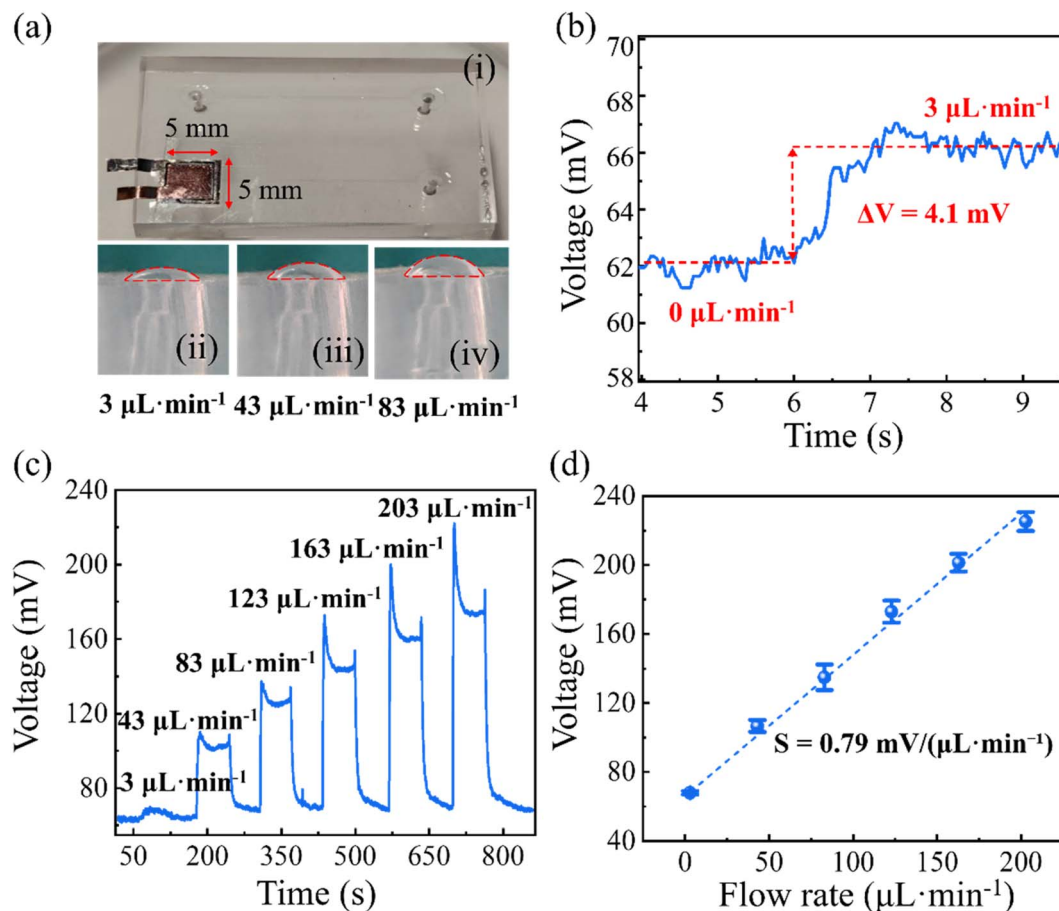 (a)
(i)
5 mm
5 mm
(ii)
(iii)
(iv)
3 μL·min⁻¹
43 μL·min⁻¹
83 μL·min⁻¹
(b)
70
68
66
64
62
60
58
Voltage (mV)
3 μL·min⁻¹
ΔV = 4.1 mV
0 μL·min⁻¹
4 5 6 7 8 9
Time (s)
(c)
240
200
160
120
80
Voltage (mV)
203 μL·min⁻¹
163 μL·min⁻¹
123 μL·min⁻¹
83 μL·min⁻¹
43 μL·min⁻¹
3 μL·min⁻¹
50 200 350 500 650 800
Time (s)
(d)
240
200
160
120
80
40
Voltage (mV)
S = 0.79 mV/(μL·min⁻¹)
0 50 100 150 200
Flow rate (μL·min⁻¹)